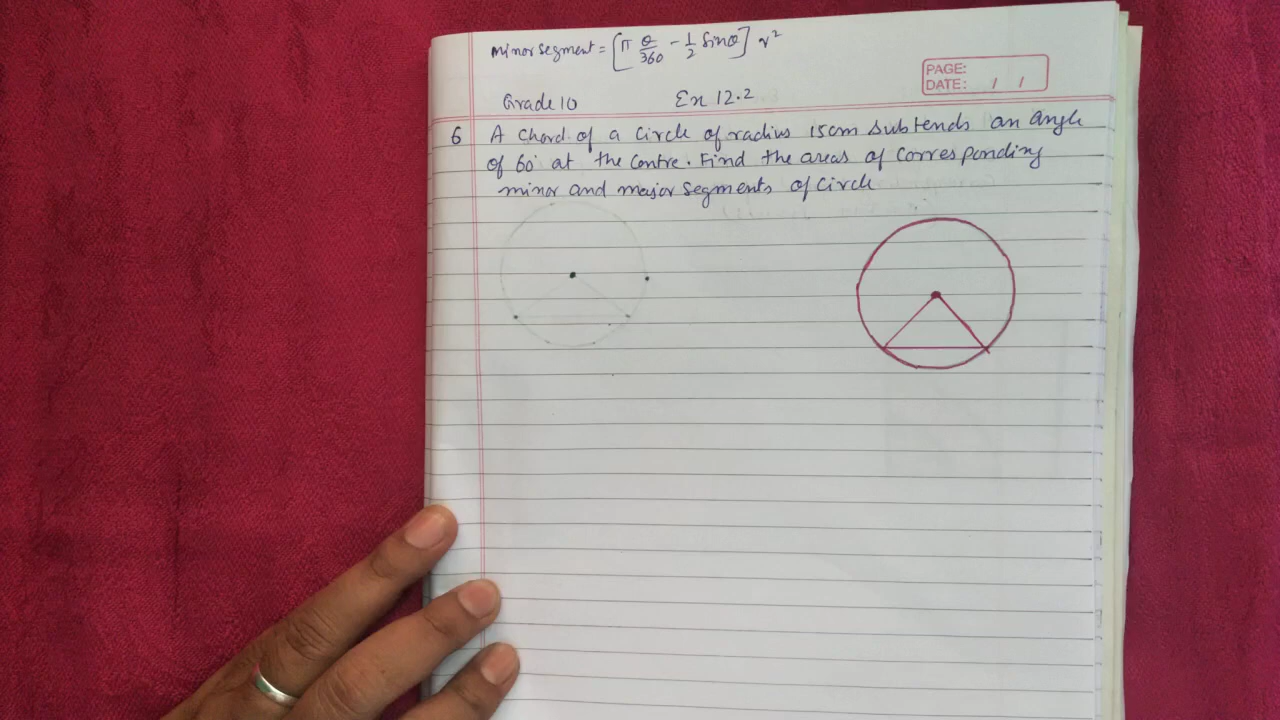 minor segment = [π θ/360 - 1/2 Sinθ] r²
PAGE:
DATE: / /
Grade 10 Ex 12.2
6 A chord of a circle of radius 15cm subtends an angle
of 60° at the centre. Find the areas of corresponding
minor and major segments of circle